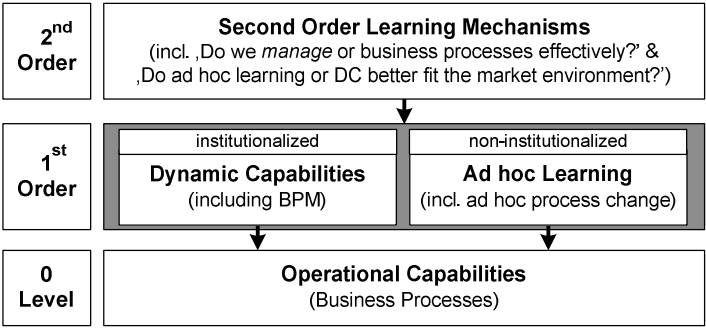 2nd
Order
Second Order Learning Mechanisms
(incl. ‚Do we manage or business processes effectively?' &
‚Do ad hoc learning or DC better fit the market environment?')
1st
Order
institutionalized
Dynamic Capabilities
(including BPM)
non-institutionalized
Ad hoc Learning
(incl. ad hoc process change)
0
Level
Operational Capabilities
(Business Processes)